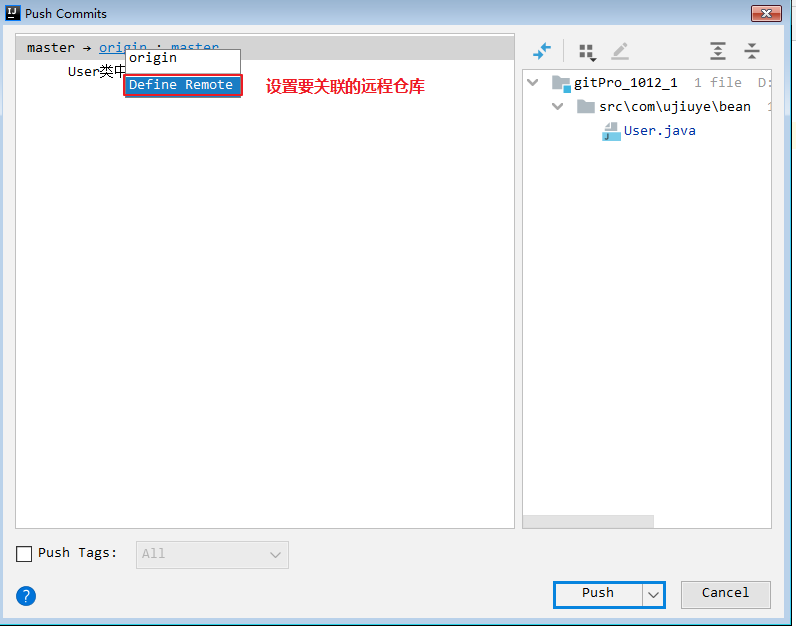 Push Commits
master → origin : master
origin
User类中
Define Remote
设置要关联的远程仓库
gitPro_1012_1 1 file D:
src\com\ujiuye\bean 1
User.java
Push Tags:
All
?
Push
Cancel